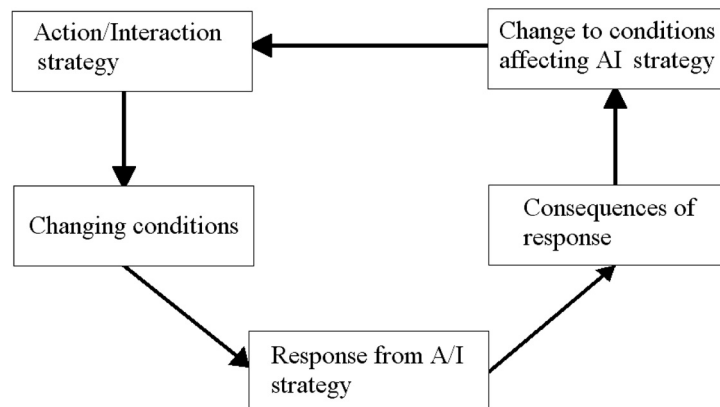 Action/Interaction
strategy
Change to conditions
affecting AI strategy
Changing conditions
Consequences of
response
Response from A/I
strategy